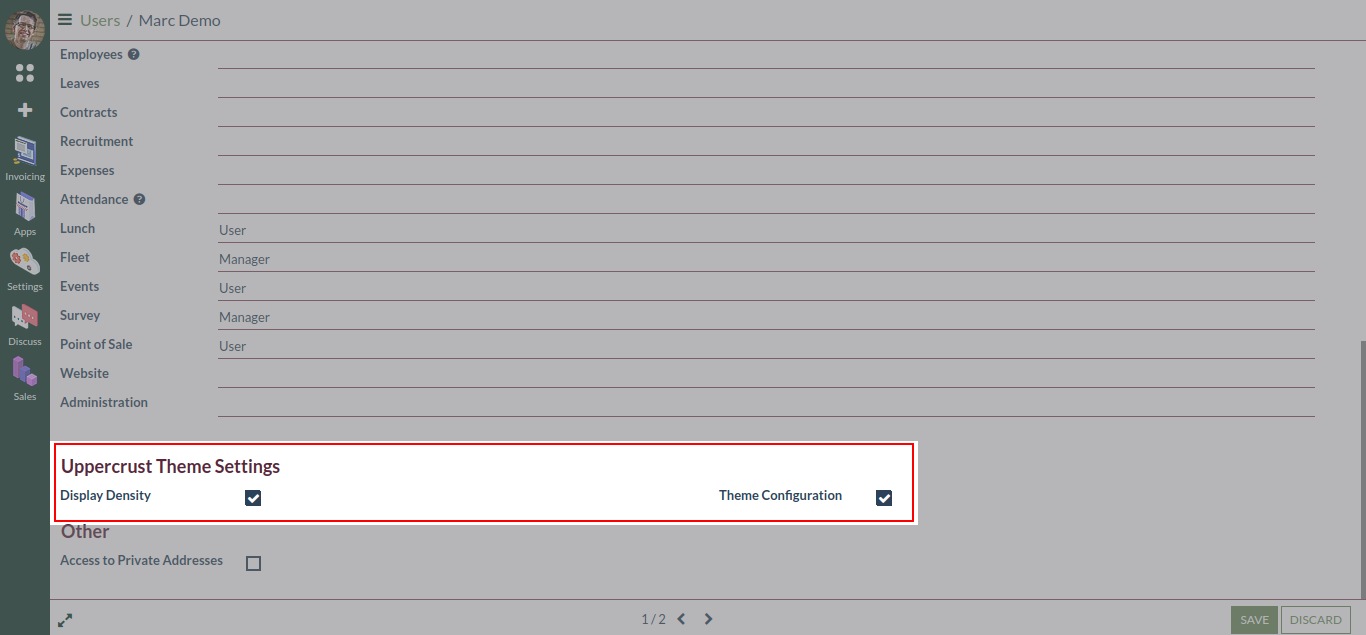 Users / Marc Demo
Employees
Leaves
Contracts
Recruitment
Expenses
Attendance
Lunch User
Fleet Manager
Events User
Survey Manager
Point of Sale User
Website
Administration
Invoicing
Apps
Settings
Discuss
Sales
Uppercrust Theme Settings
Display Density Theme Configuration
Other
Access to Private Addresses
1 / 2
SAVE DISCARD